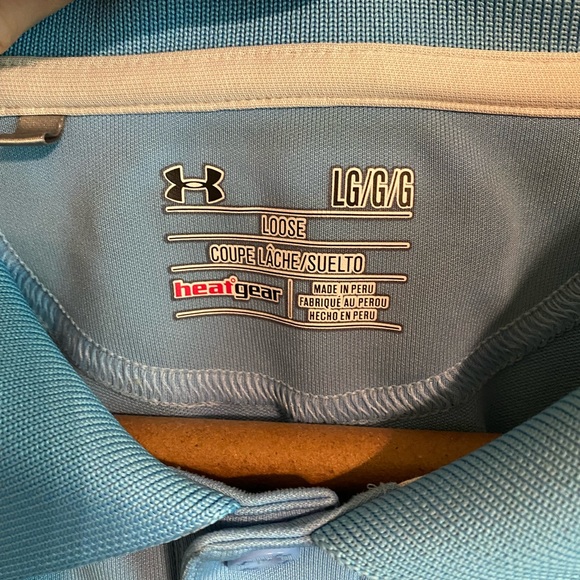 LG/G/G
LOOSE
COUPE LÂCHE/SUELTO
heatgear
MADE IN PERU
FABRIQUÉ AU PEROU
HECHO EN PERU